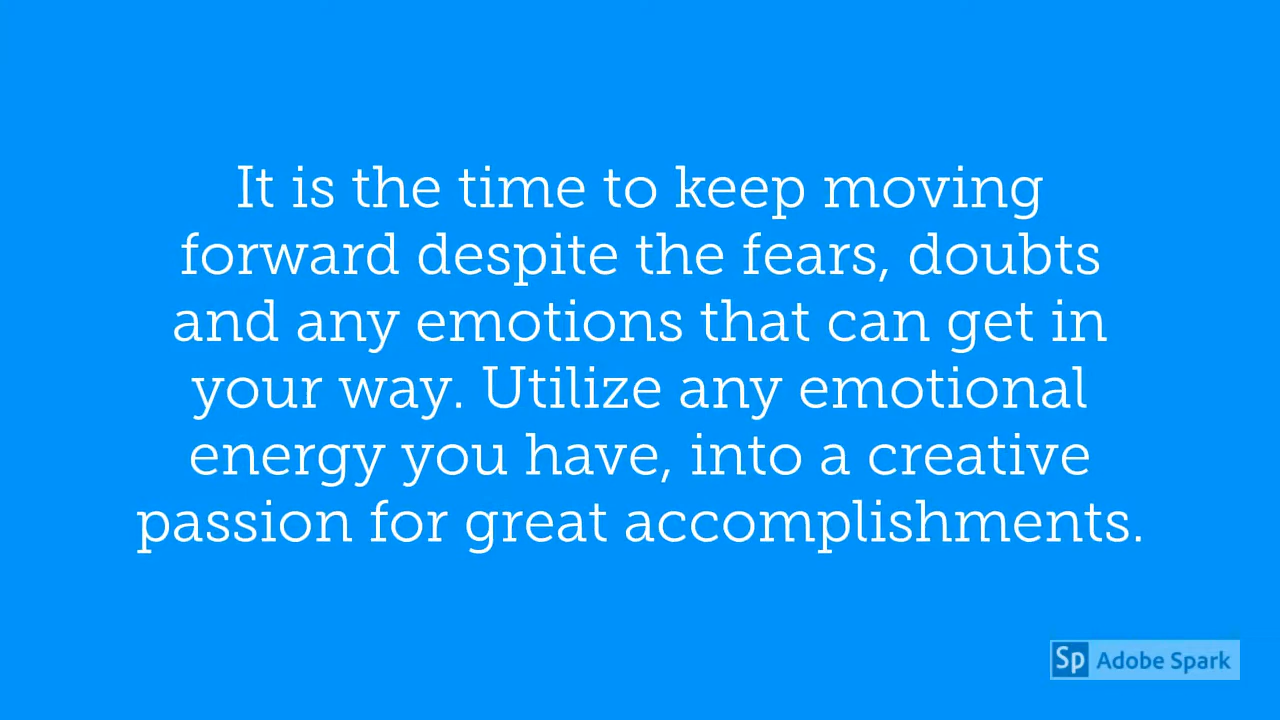 It is the time to keep moving
forward despite the fears, doubts
and any emotions that can get in
your way. Utilize any emotional
energy you have, into a creative
passion for great accomplishments.
Sp Adobe Spark